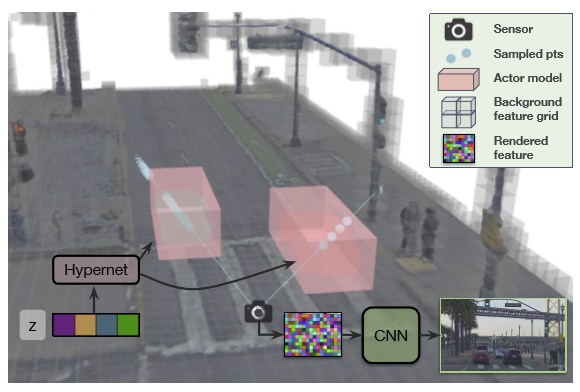 Sensor
Sampled pts
Actor model
Background
feature grid
Rendered
feature
Hypernet
z
CNN